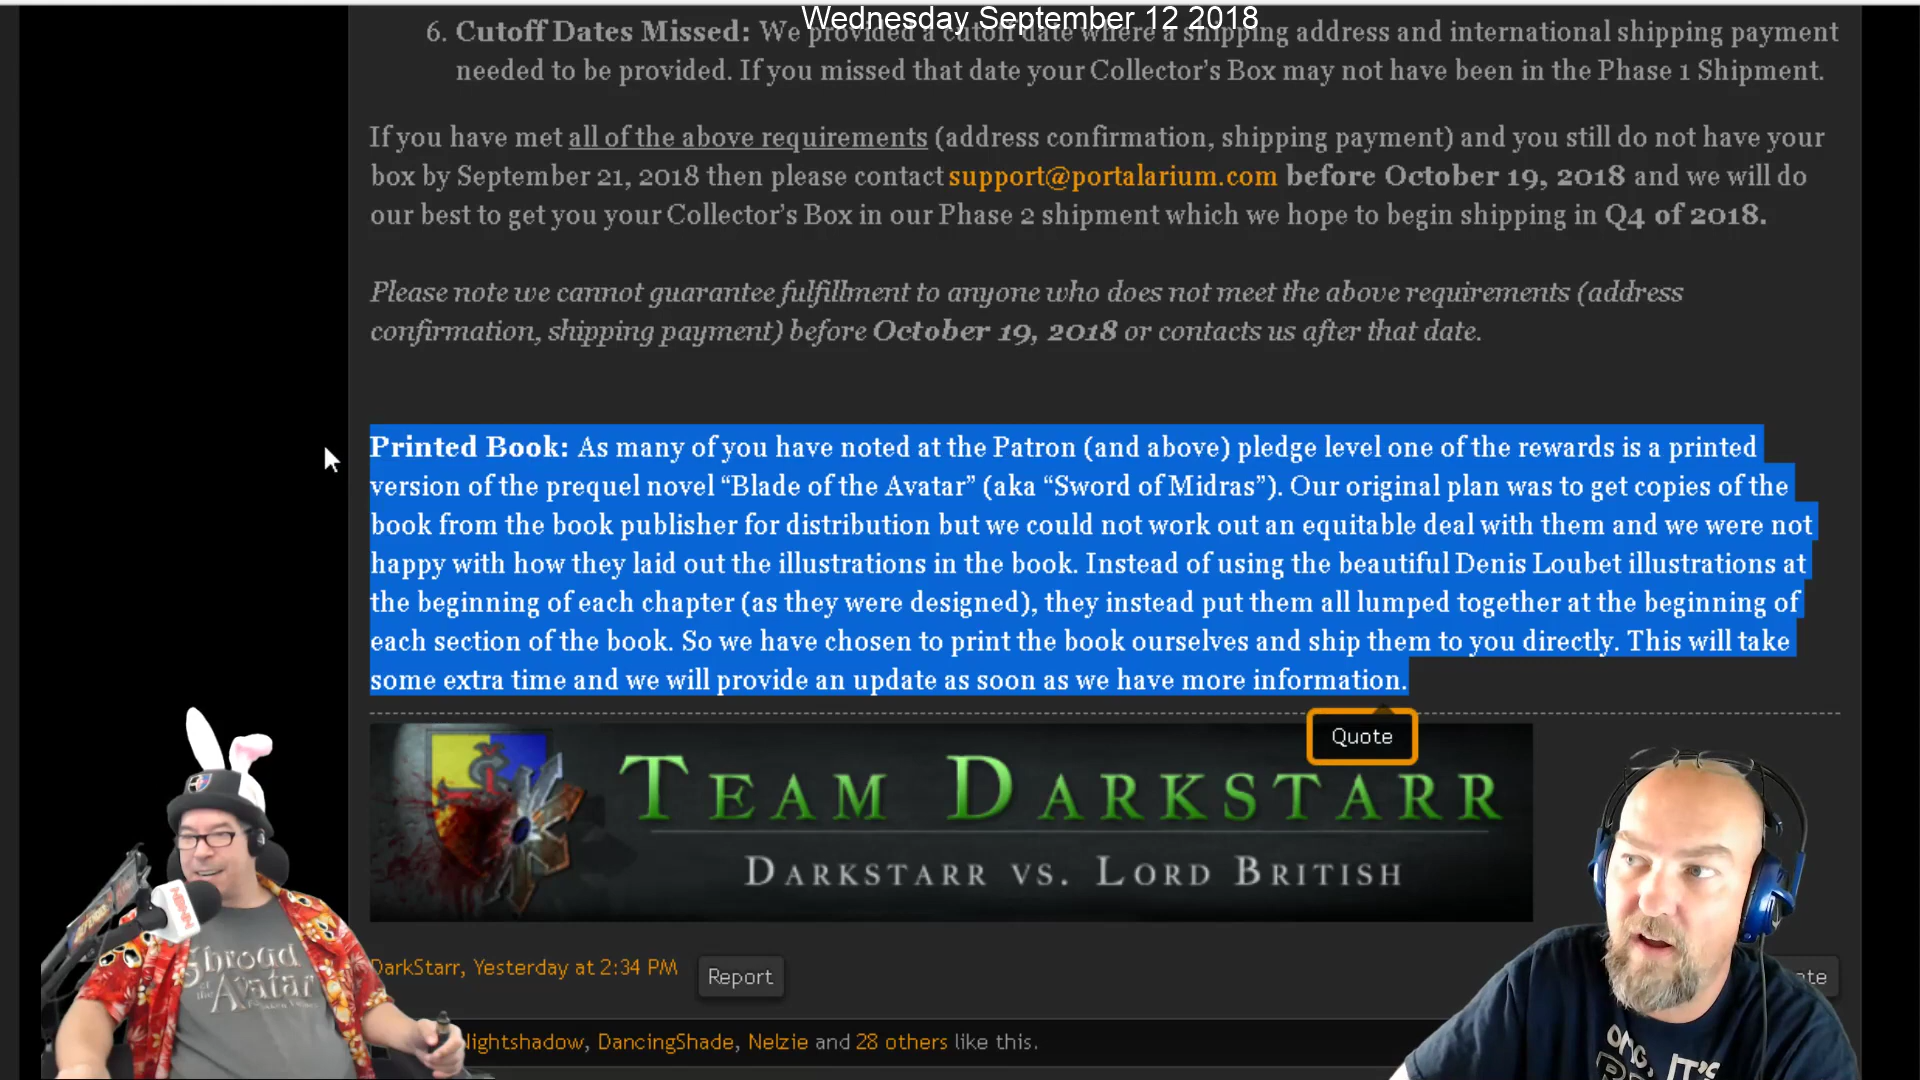 Wednesday September 12 2018
6. Cutoff Dates Missed: We provided a cutoff date where a shipping address and international shipping payment
needed to be provided. If you missed that date your Collector's Box may not have been in the Phase 1 Shipment.
If you have met all of the above requirements (address confirmation, shipping payment) and you still do not have your
box by September 21, 2018 then please contact support@portalarium.com before October 19, 2018 and we will do
our best to get you your Collector's Box in our Phase 2 shipment which we hope to begin shipping in Q4 of 2018.
Please note we cannot guarantee fulfillment to anyone who does not meet the above requirements (address
confirmation, shipping payment) before October 19, 2018 or contacts us after that date.
Printed Book: As many of you have noted at the Patron (and above) pledge level one of the rewards is a printed
version of the prequel novel “Blade of the Avatar” (aka “Sword of Midras”). Our original plan was to get copies of the
book from the book publisher for distribution but we could not work out an equitable deal with them and we were not
happy with how they laid out the illustrations in the book. Instead of using the beautiful Denis Loubet illustrations at
the beginning of each chapter (as they were designed), they instead put them all lumped together at the beginning of
each section of the book. So we have chosen to print the book ourselves and ship them to you directly. This will take
some extra time and we will provide an update as soon as we have more information.
Quote
TEAM DARKSTARR
DARKSTARR VS. LORD BRITISH
Shroud
of the
Avatar
DarkStarr, Yesterday at 2:34 PM
Report
Nightshadow, DancingShade, Nelzie and 28 others like this.
OMG, IT'S